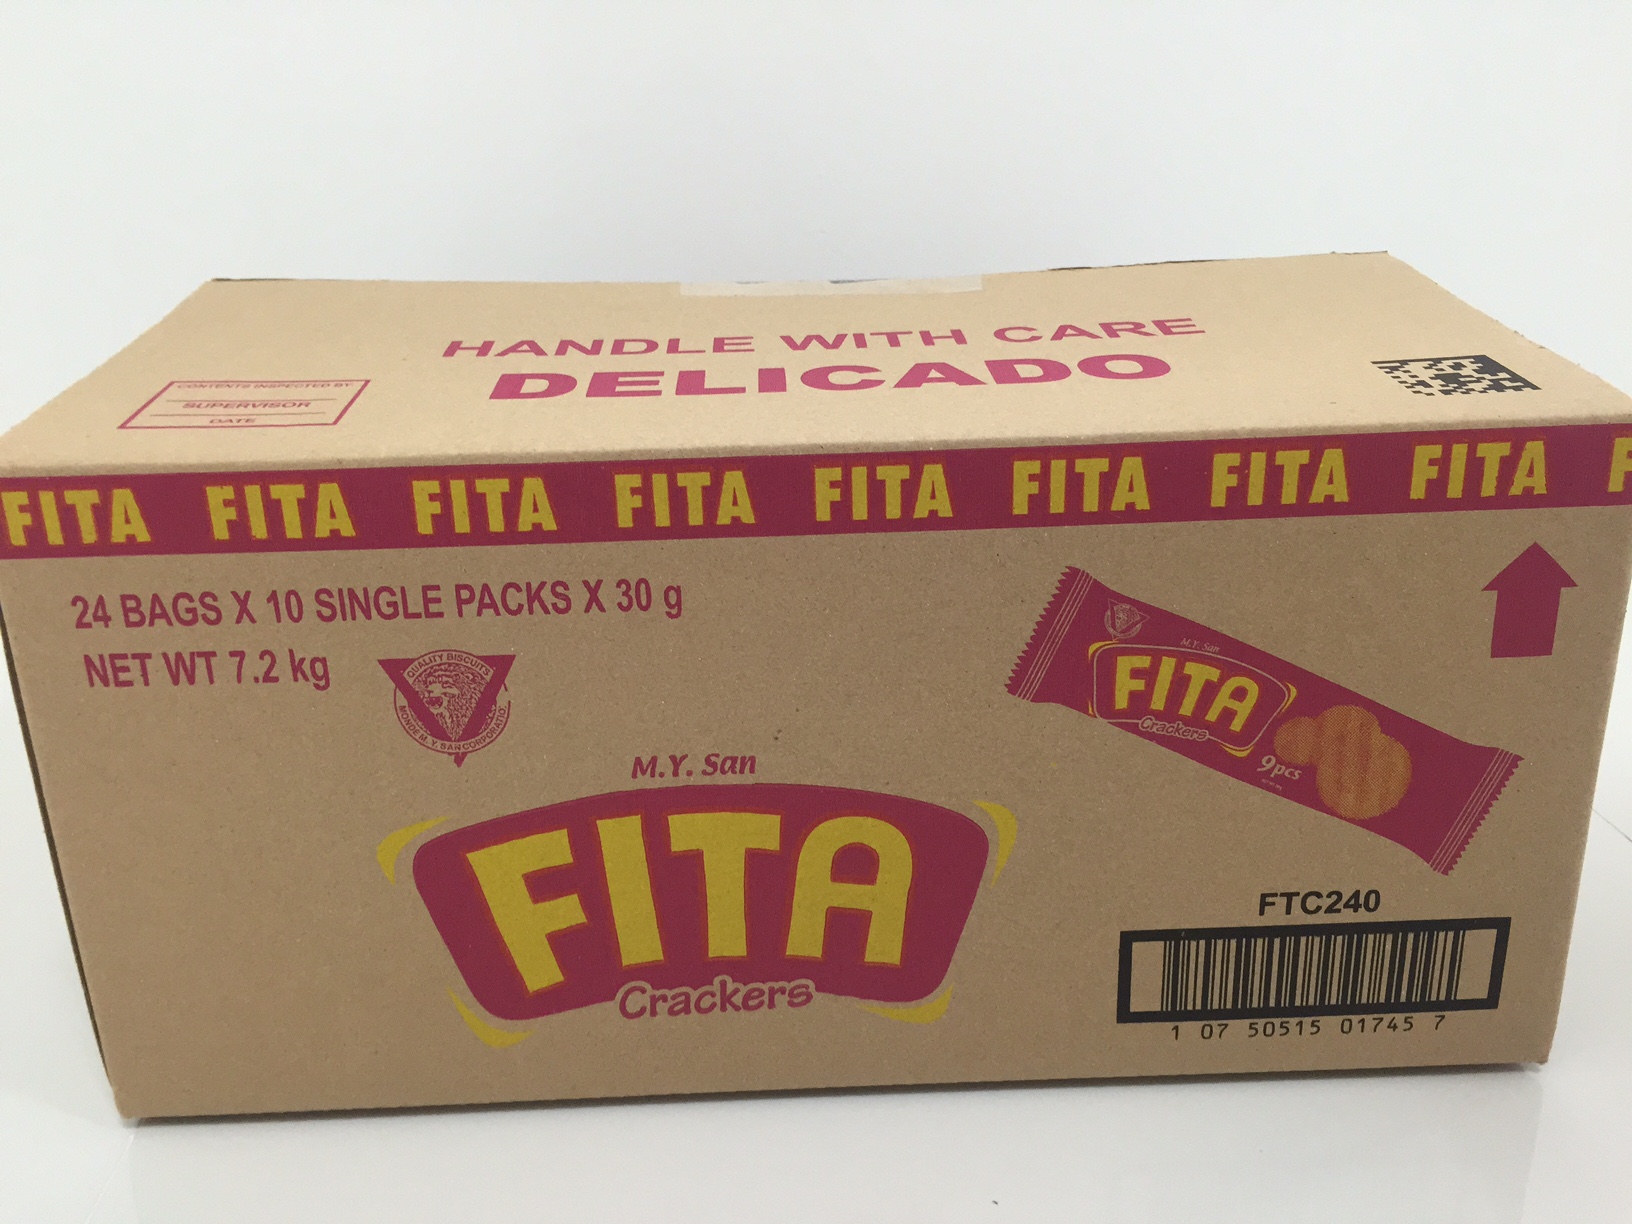 HANDLE WITH CARE
DELICADO
CONTENTS INSPECTED BY:
SUPERVISOR
DATE
FITA FITA FITA FITA FITA FITA FITA FITA F
24 BAGS X 10 SINGLE PACKS X 30 g
NET WT 7.2 kg
QUALITY BISCUITS
MONDE M.Y. SAN CORPORATIO
M.Y. San
FITA
Crackers
M.Y. San
FITA
Crackers
9pcs
FTC240
1 07 50515 01745 7